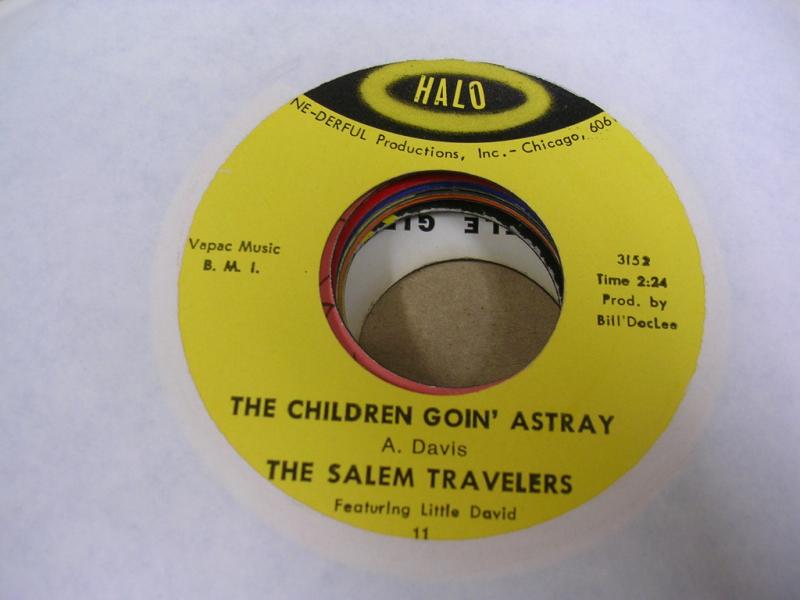 HALO
NE-DERFUL Productions, Inc.- Chicago, 606
Vapac Music
B. M. I.
3152
Time 2:24
Prod. by
Bill'DocLee
THE CHILDREN GOIN' ASTRAY
A. Davis
THE SALEM TRAVELERS
Featuring Little David
11